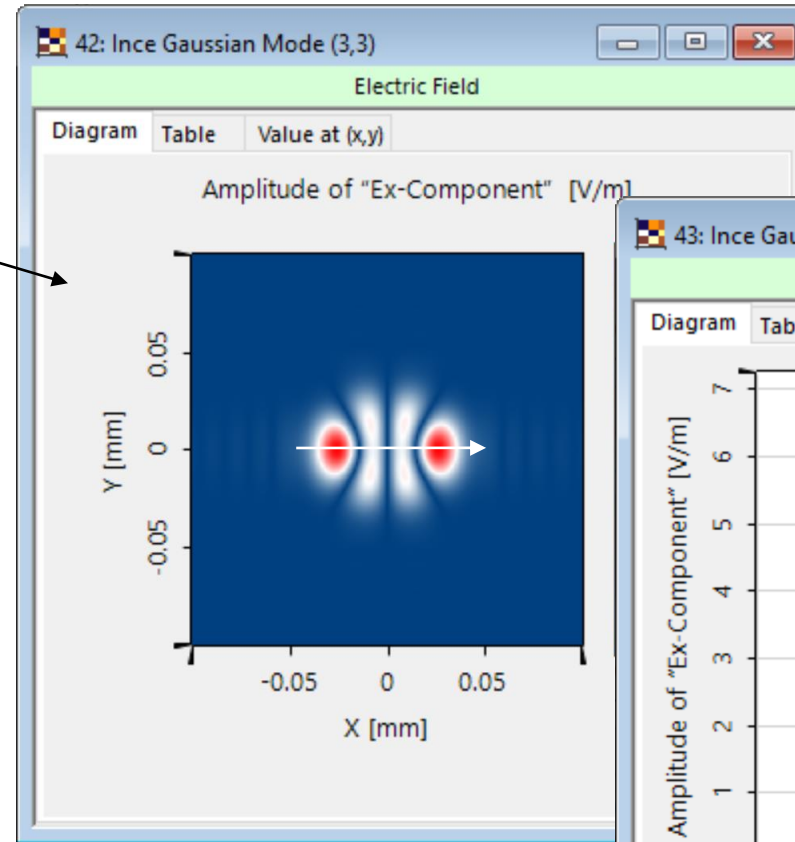 42: Ince Gaussian Mode (3,3)
Electric Field
Diagram Table Value at (x,y)
Amplitude of "Ex-Component" [V/m]
0.05
0
-0.05
Y [mm]
-0.05 0 0.05
X [mm]
43: Ince Gau
Diagram Tab
7
6
5
4
3
2
1
Amplitude of "Ex-Component" [V/m]